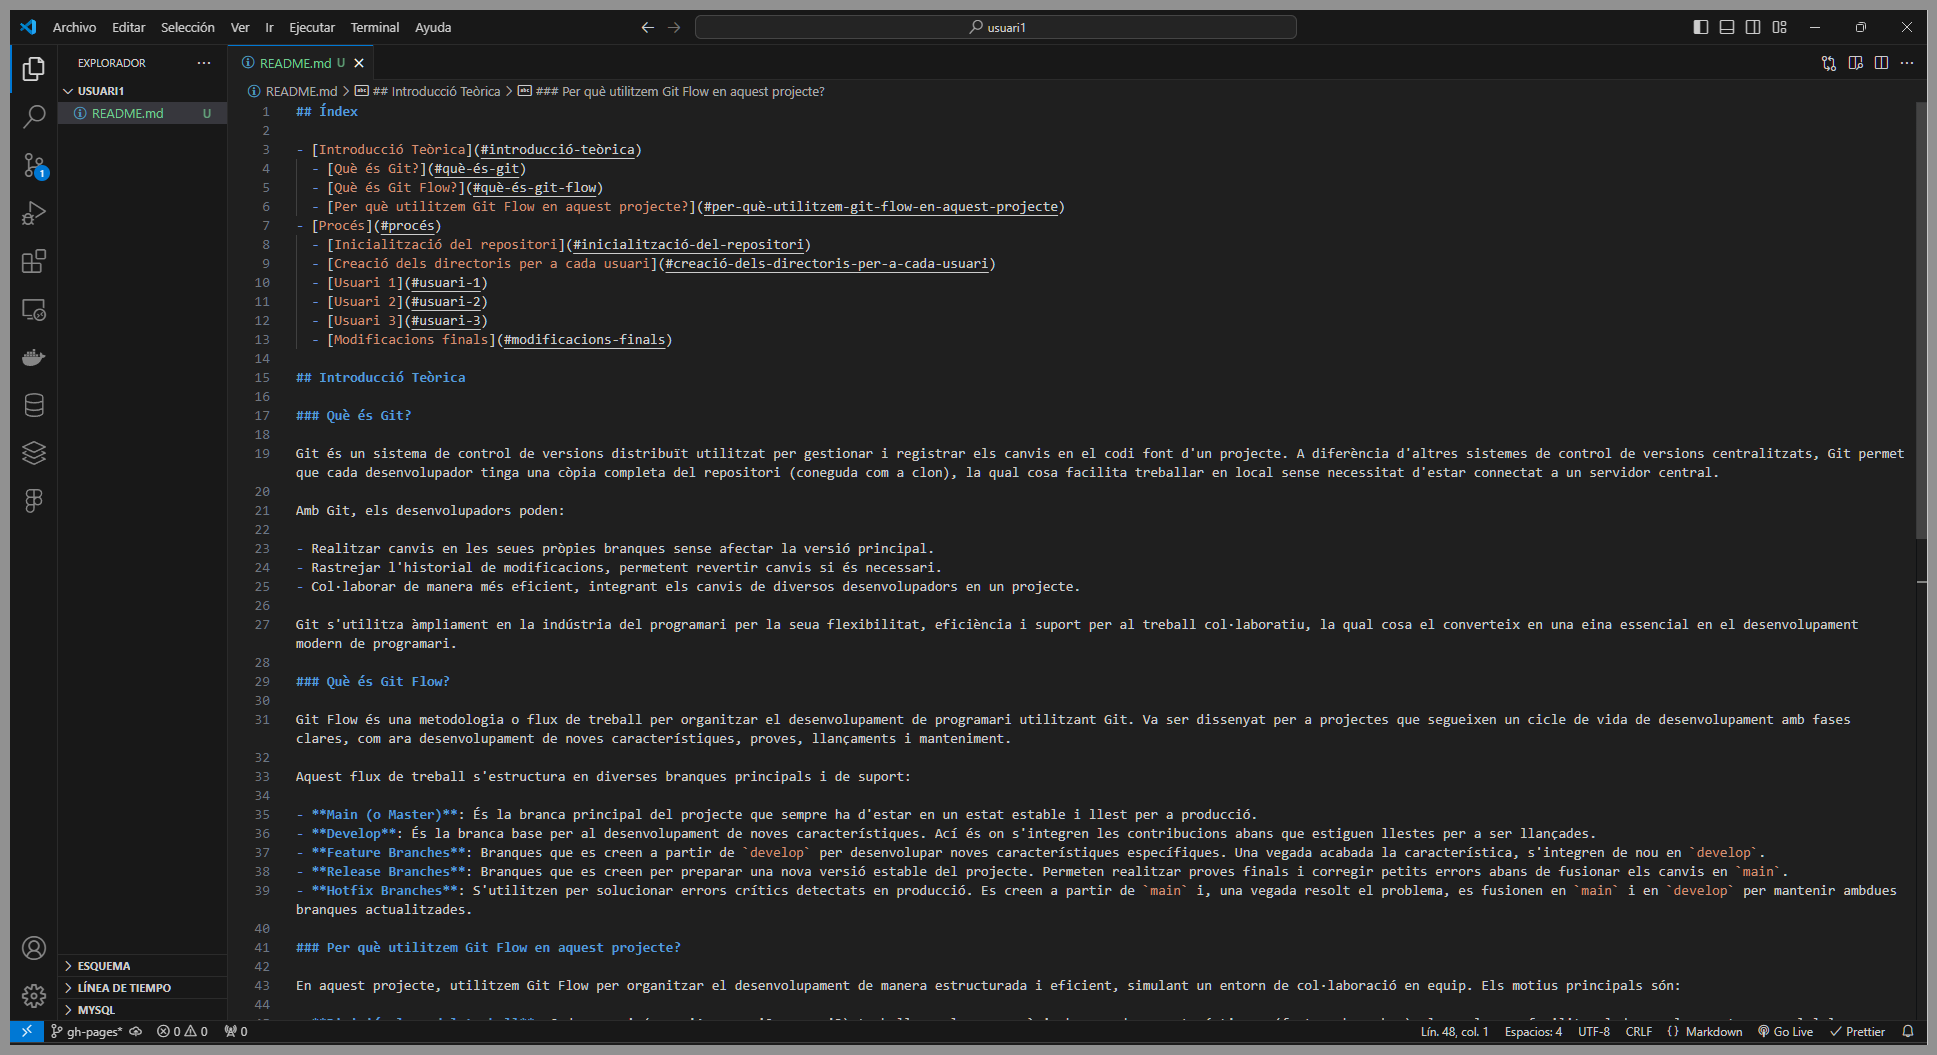 Archivo Editar Selección Ver Ir Ejecutar Terminal Ayuda
usuari1
EXPLORADOR
README.md U
USUARI1
README.md U
README.md > ## Introducció Teòrica > ### Per què utilitzem Git Flow en aquest projecte?
1 ## Índex
2
3 - [Introducció Teòrica](#introducció-teòrica)
4 - [Què és Git?](#què-és-git)
5 - [Què és Git Flow?](#què-és-git-flow)
6 - [Per què utilitzem Git Flow en aquest projecte?](#per-què-utilitzem-git-flow-en-aquest-projecte)
7 - [Procés](#procés)
8 - [Inicialització del repositori](#inicialització-del-repositori)
9 - [Creació dels directoris per a cada usuari](#creació-dels-directoris-per-a-cada-usuari)
10 - [Usuari 1](#usuari-1)
11 - [Usuari 2](#usuari-2)
12 - [Usuari 3](#usuari-3)
13 - [Modificacions finals](#modificacions-finals)
14
15 ## Introducció Teòrica
16
17 ### Què és Git?
18
19 Git és un sistema de control de versions distribuït utilitzat per gestionar i registrar els canvis en el codi font d'un projecte. A diferència d'altres sistemes de control de versions centralitzats, Git permet
que cada desenvolupador tinga una còpia completa del repositori (coneguda com a clon), la qual cosa facilita treballar en local sense necessitat d'estar connectat a un servidor central.
20
21 Amb Git, els desenvolupadors poden:
22
23 - Realitzar canvis en les seues pròpies branques sense afectar la versió principal.
24 - Rastrejar l'historial de modificacions, permetent revertir canvis si és necessari.
25 - Col·laborar de manera més eficient, integrant els canvis de diversos desenvolupadors en un projecte.
26
27 Git s'utilitza àmpliament en la indústria del programari per la seua flexibilitat, eficiència i suport per al treball col·laboratiu, la qual cosa el converteix en una eina essencial en el desenvolupament
modern de programari.
28
29 ### Què és Git Flow?
30
31 Git Flow és una metodologia o flux de treball per organitzar el desenvolupament de programari utilitzant Git. Va ser dissenyat per a projectes que segueixen un cicle de vida de desenvolupament amb fases
clares, com ara desenvolupament de noves característiques, proves, llançaments i manteniment.
32
33 Aquest flux de treball s'estructura en diverses branques principals i de suport:
34
35 - **Main (o Master)**: És la branca principal del projecte que sempre ha d'estar en un estat estable i llest per a producció.
36 - **Develop**: És la branca base per al desenvolupament de noves característiques. Ací és on s'integren les contribucions abans que estiguen llestes per a ser llançades.
37 - **Feature Branches**: Branques que es creen a partir de `develop` per desenvolupar noves característiques específiques. Una vegada acabada la característica, s'integren de nou en `develop`.
38 - **Release Branches**: Branques que es creen per preparar una nova versió estable del projecte. Permeten realitzar proves finals i corregir petits errors abans de fusionar els canvis en `main`.
39 - **Hotfix Branches**: S'utilitzen per solucionar errors crítics detectats en producció. Es creen a partir de `main` i, una vegada resolt el problema, es fusionen en `main` i en `develop` per mantenir ambdues
branques actualitzades.
40
41 ### Per què utilitzem Git Flow en aquest projecte?
42
43 En aquest projecte, utilitzem Git Flow per organitzar el desenvolupament de manera estructurada i eficient, simulant un entorn de col·laboració en equip. Els motius principals són:
44
1
ESQUEMA
LÍNEA DE TIEMPO
MYSQL
gh-pages* 0 0 0
Lín. 48, col. 1 Espacios: 4 UTF-8 CRLF {} Markdown Go Live Prettier